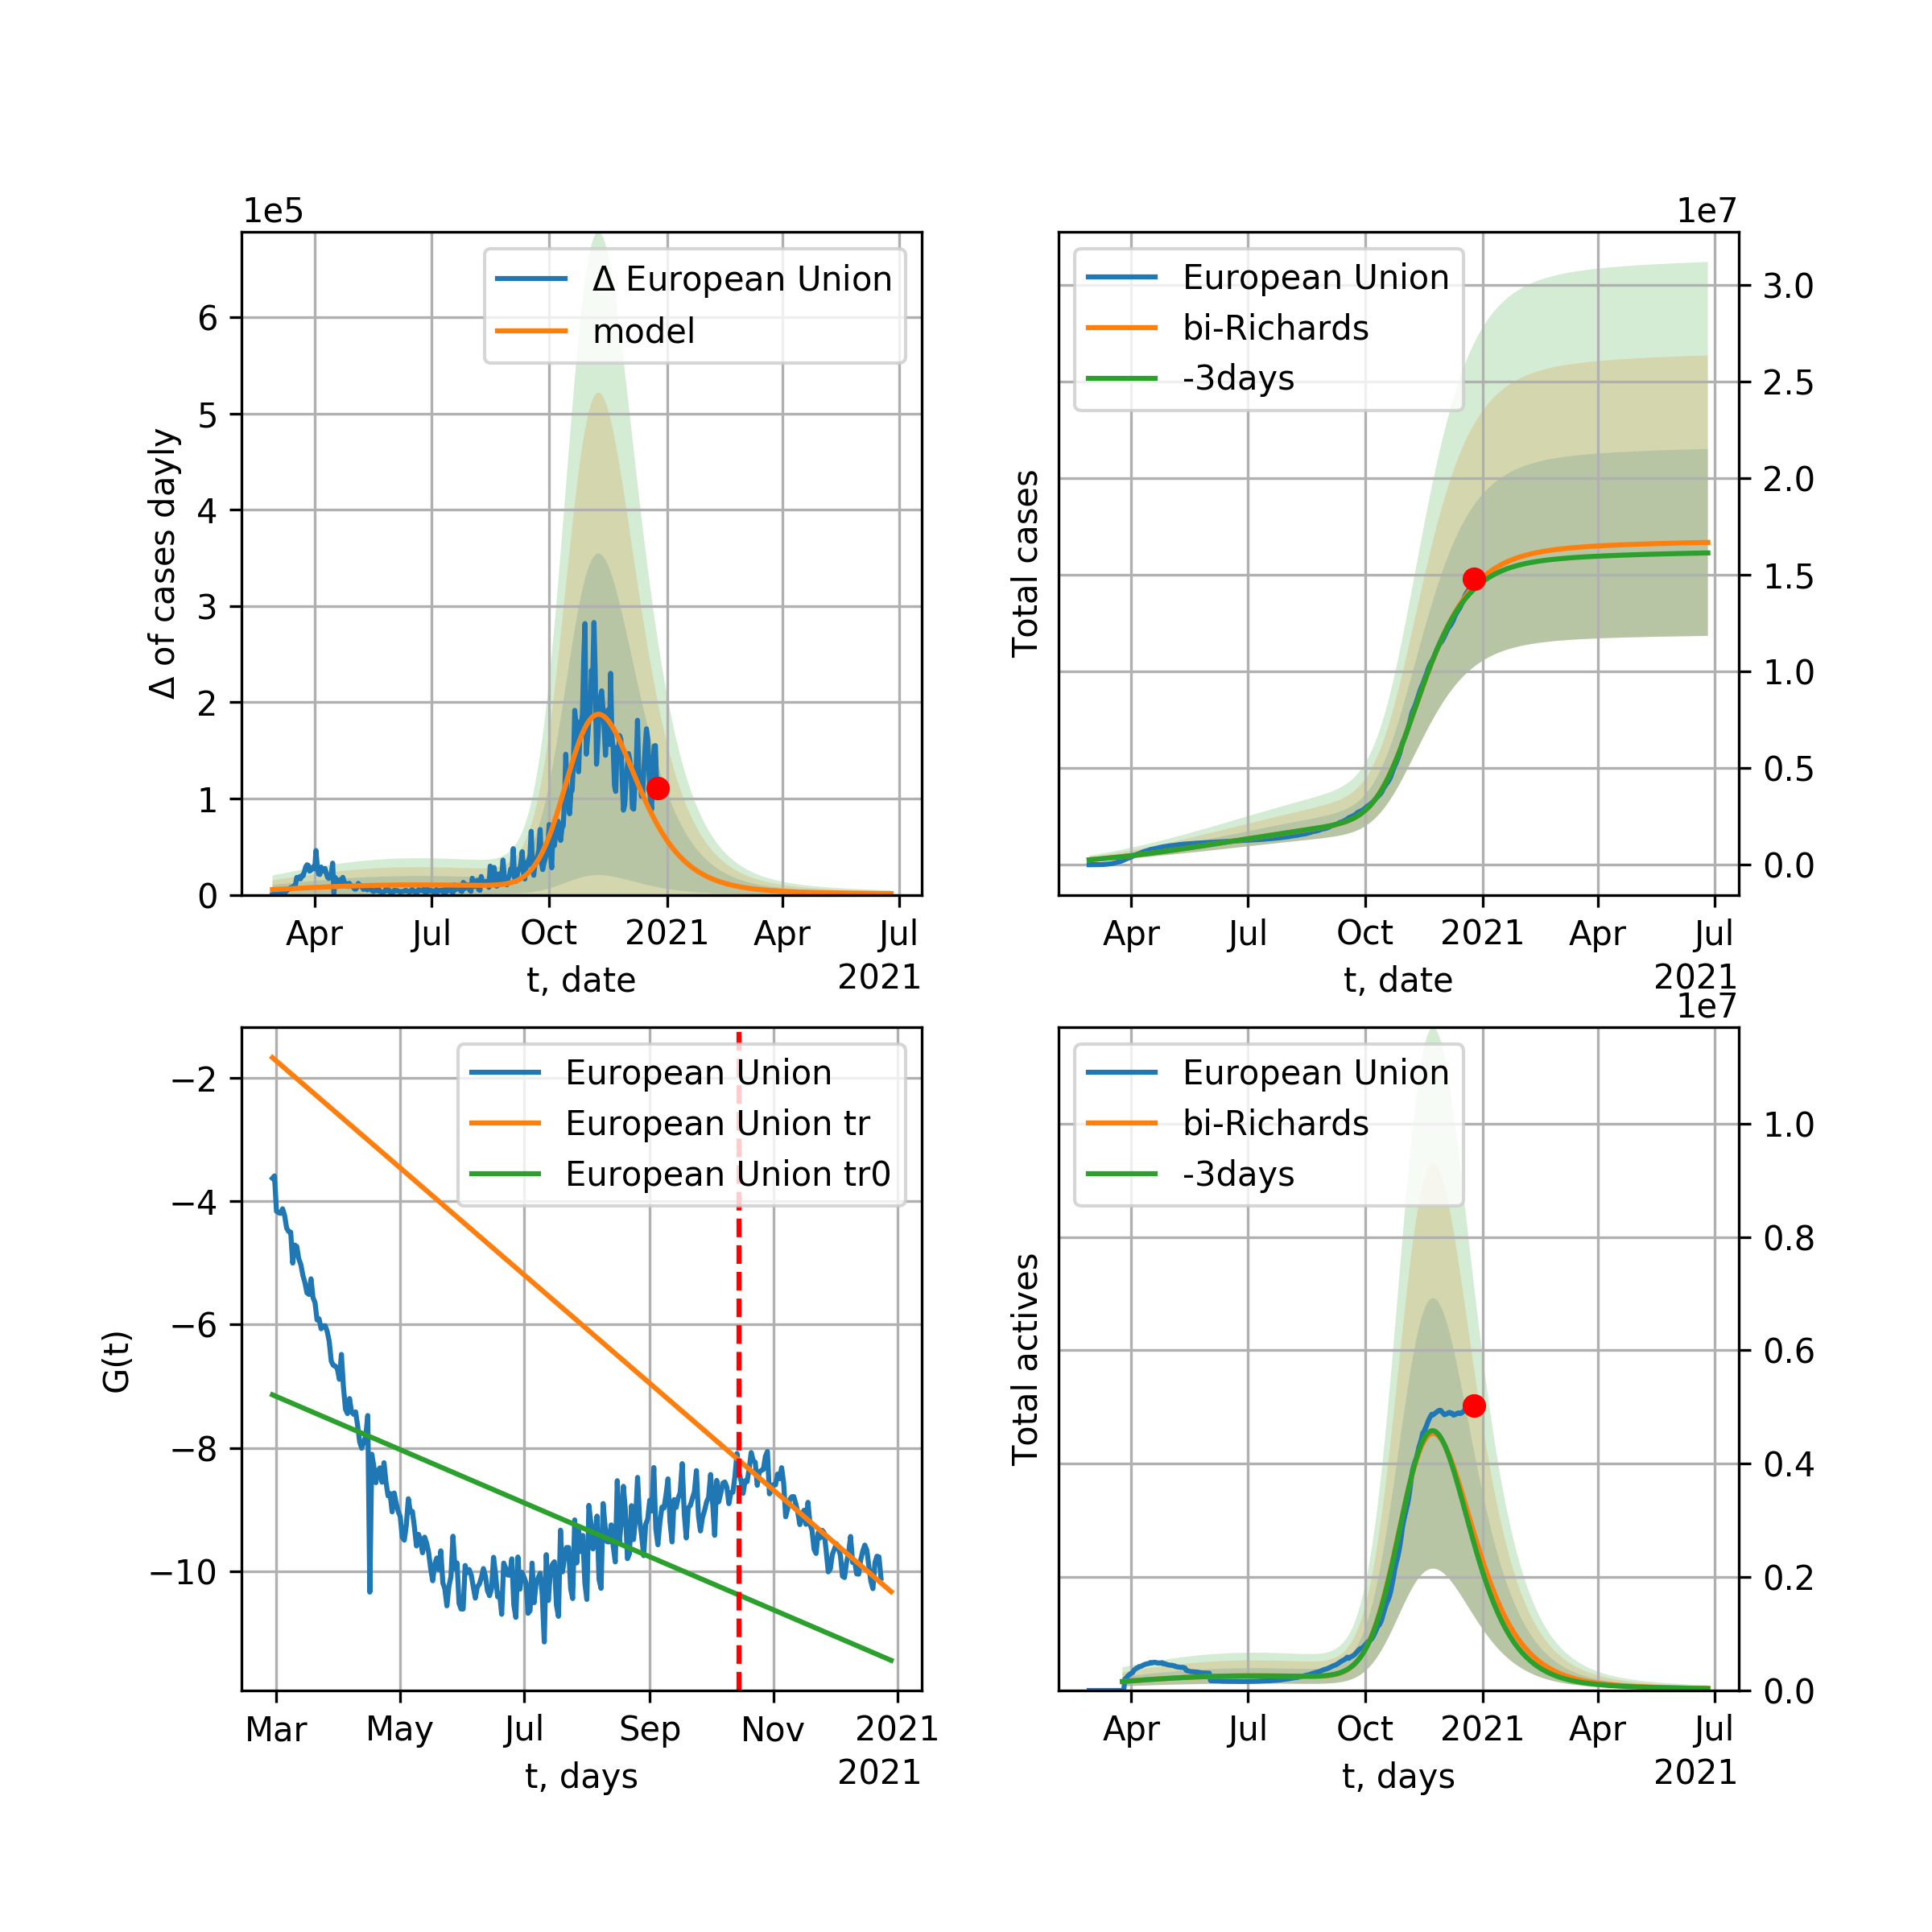 1e5
Δ European Union
model
6
5
4
3
2
1
0
Δ of cases dayly
Apr
Jul
Oct
2021
Apr
Jul
t, date
2021
1e7
European Union
bi-Richards
-3days
3.0
2.5
2.0
1.5
1.0
0.5
0.0
Total cases
Apr
Jul
Oct
2021
Apr
Jul
t, date
2021
European Union
European Union tr
European Union tr0
−2
−4
−6
−8
−10
G(t)
Mar
May
Jul
Sep
Nov
2021
t, days
2021
1e7
European Union
bi-Richards
-3days
1.0
0.8
0.6
0.4
0.2
0.0
Total actives
Apr
Jul
Oct
2021
Apr
Jul
t, days
2021